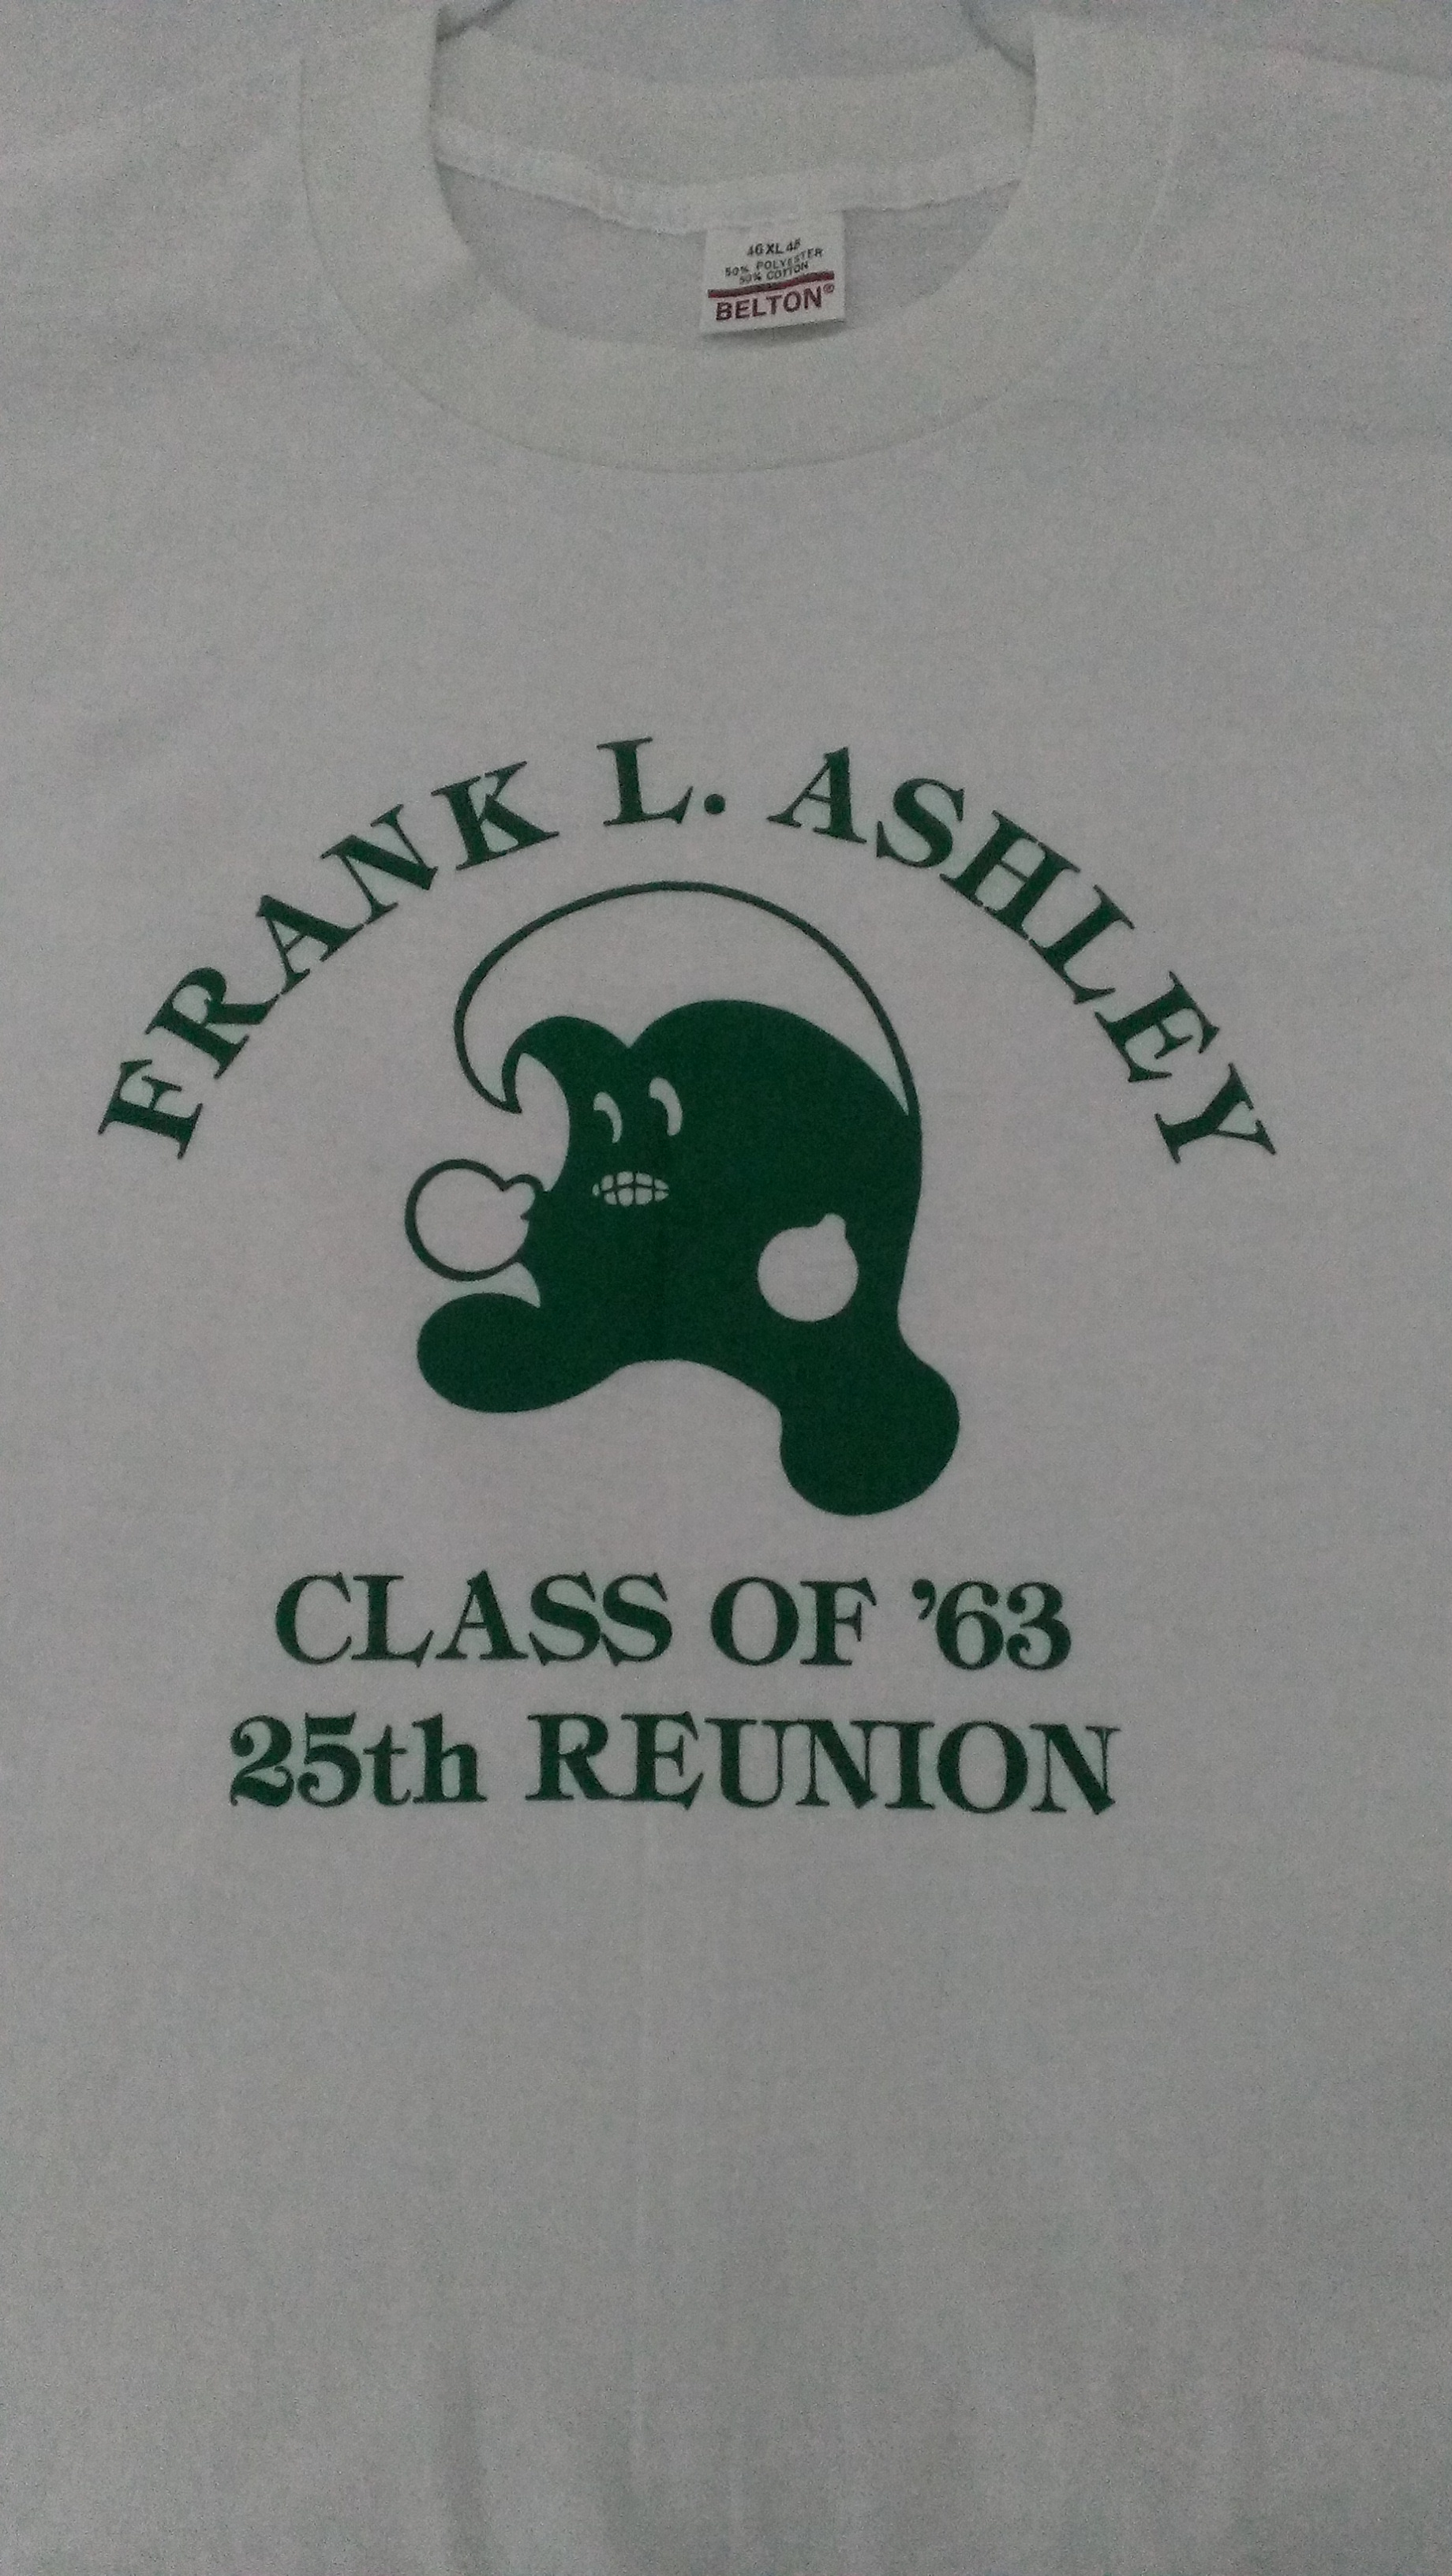 46 XL 48
50% POLYESTER
50% COTTON
BELTON®
FRANK L. ASHLEY
CLASS OF '63
25th REUNION